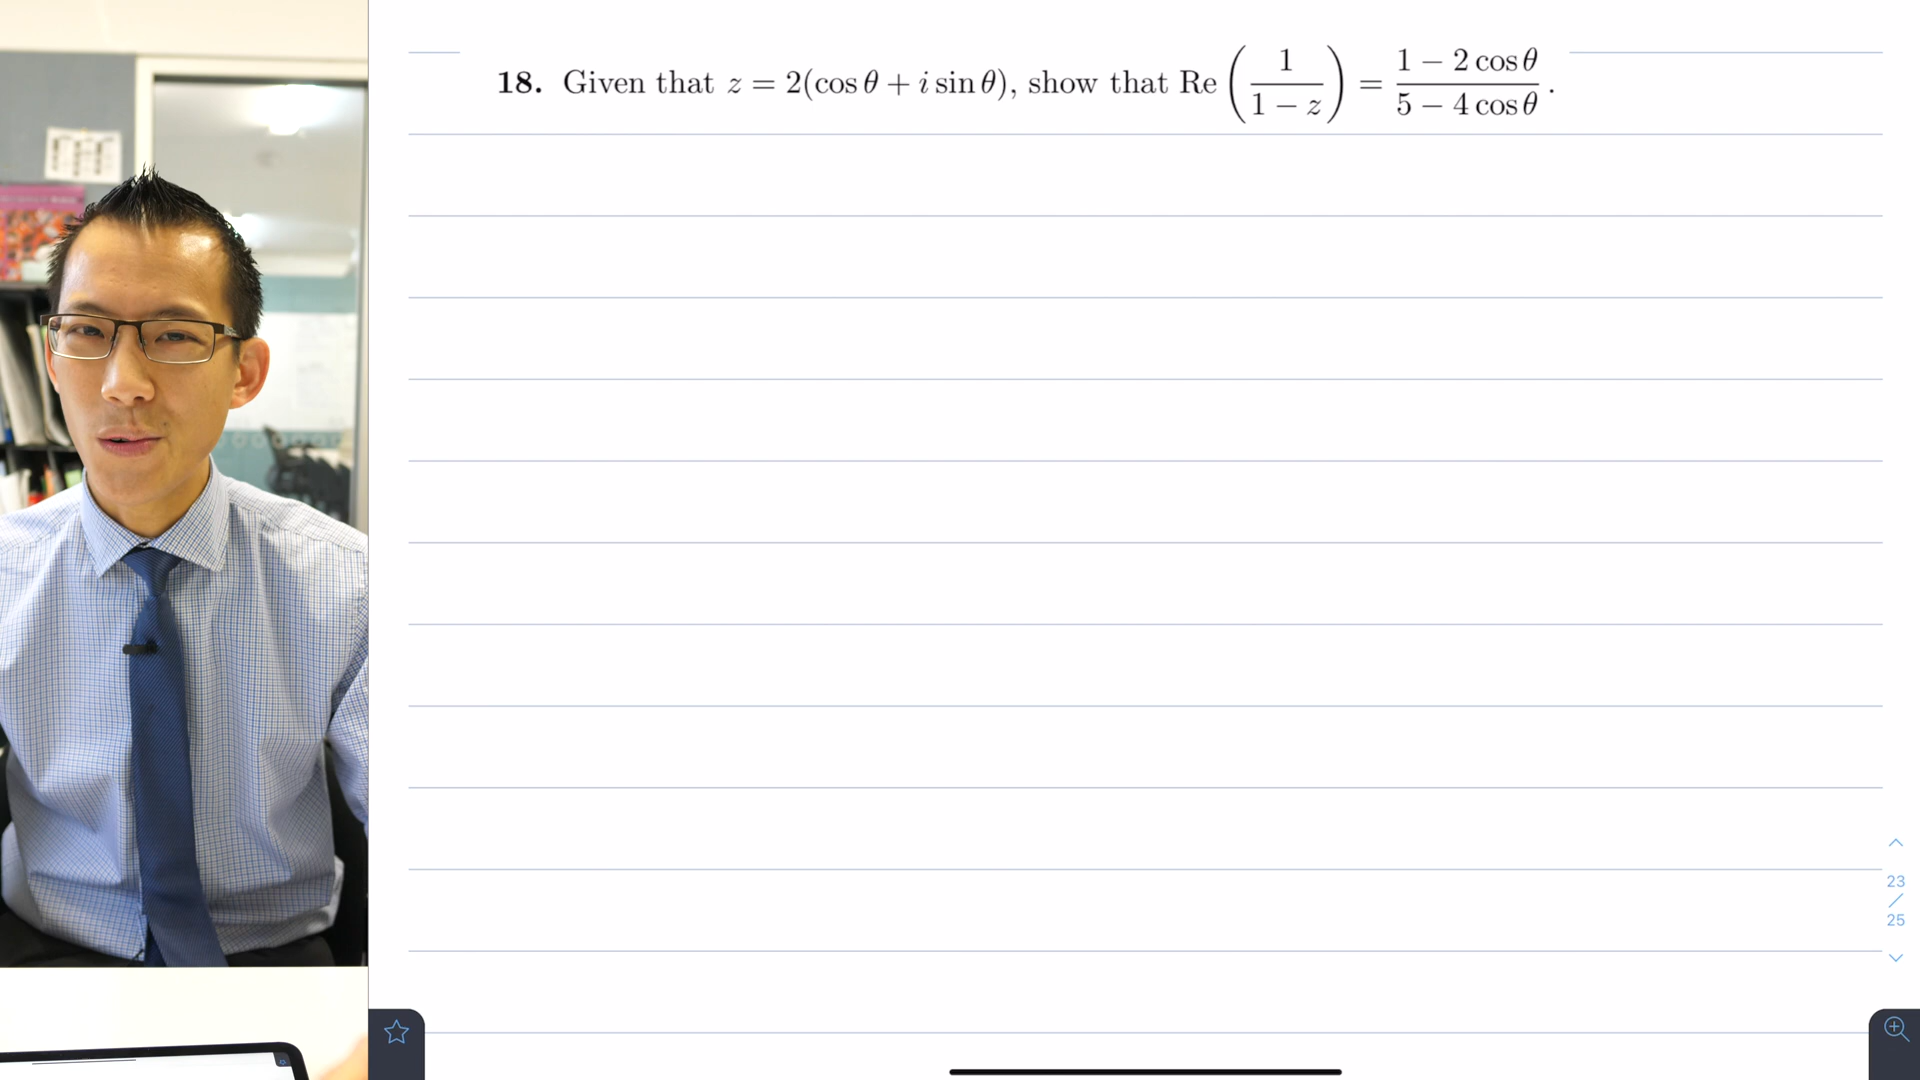 18. Given that z = 2(cos θ + i sin θ), show that Re (1/(1 − z)) = (1 − 2 cos θ)/(5 − 4 cos θ).
23
/
25